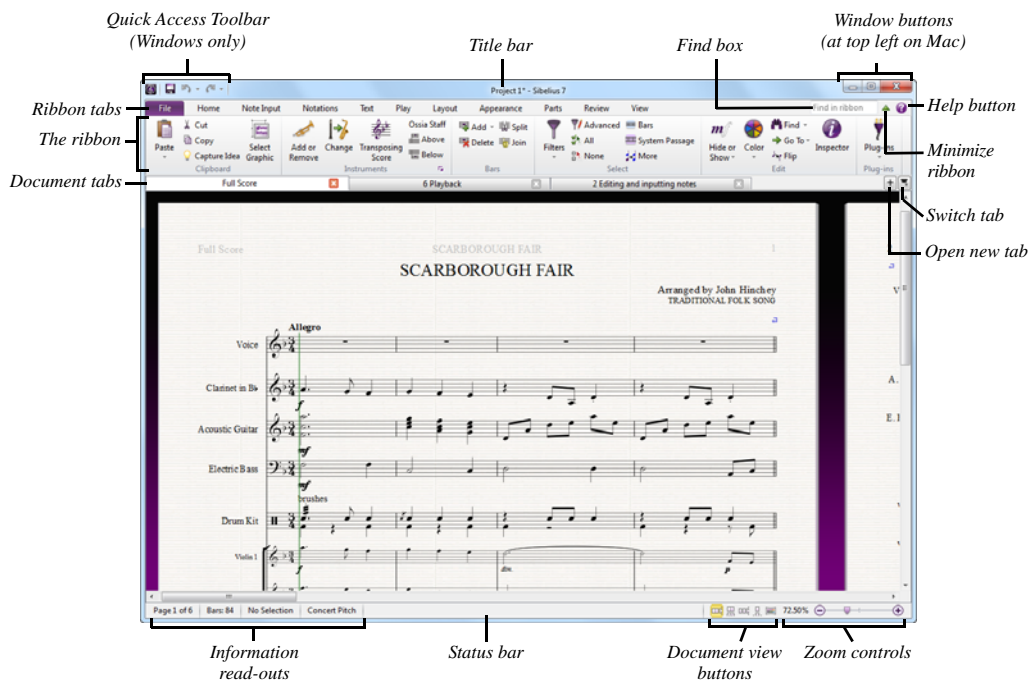 Quick Access Toolbar
(Windows only)
Title bar
Find box
Window buttons
(at top left on Mac)
Project 1* - Sibelius 7
Ribbon tabs
File Home Note Input Notations Text Play Layout Appearance Parts Review View Find in ribbon
Help button
The ribbon
Paste
Cut
Copy
Capture Idea
Select Graphic
Clipboard
Add or Remove
Change
Transposing Score
Ossia Staff
Above
Below
Instruments
Add
Split
Delete
Join
Bars
Filters
Advanced
All
None
Bars
System Passage
More
Select
Hide or Show
Color
Find
Go To
Flip
Inspector
Edit
Plug-ins
Plug-ins
Minimize
ribbon
Document tabs
Full Score 6 Playback 2 Editing and inputting notes
Switch tab
Open new tab
Full Score SCARBOROUGH FAIR 1
SCARBOROUGH FAIR
Arranged by John Hinchey
TRADITIONAL FOLK SONG
Allegro
Voice
Clarinet in B♭
f
Acoustic Guitar
mf
Electric Bass
mf
brushes
Drum Kit
Violin 1
div.
p
V
A.
Page 1 of 6 Bars: 84 No Selection Concert Pitch 72.50%
Information
read-outs
Status bar
Document view
buttons
Zoom controls